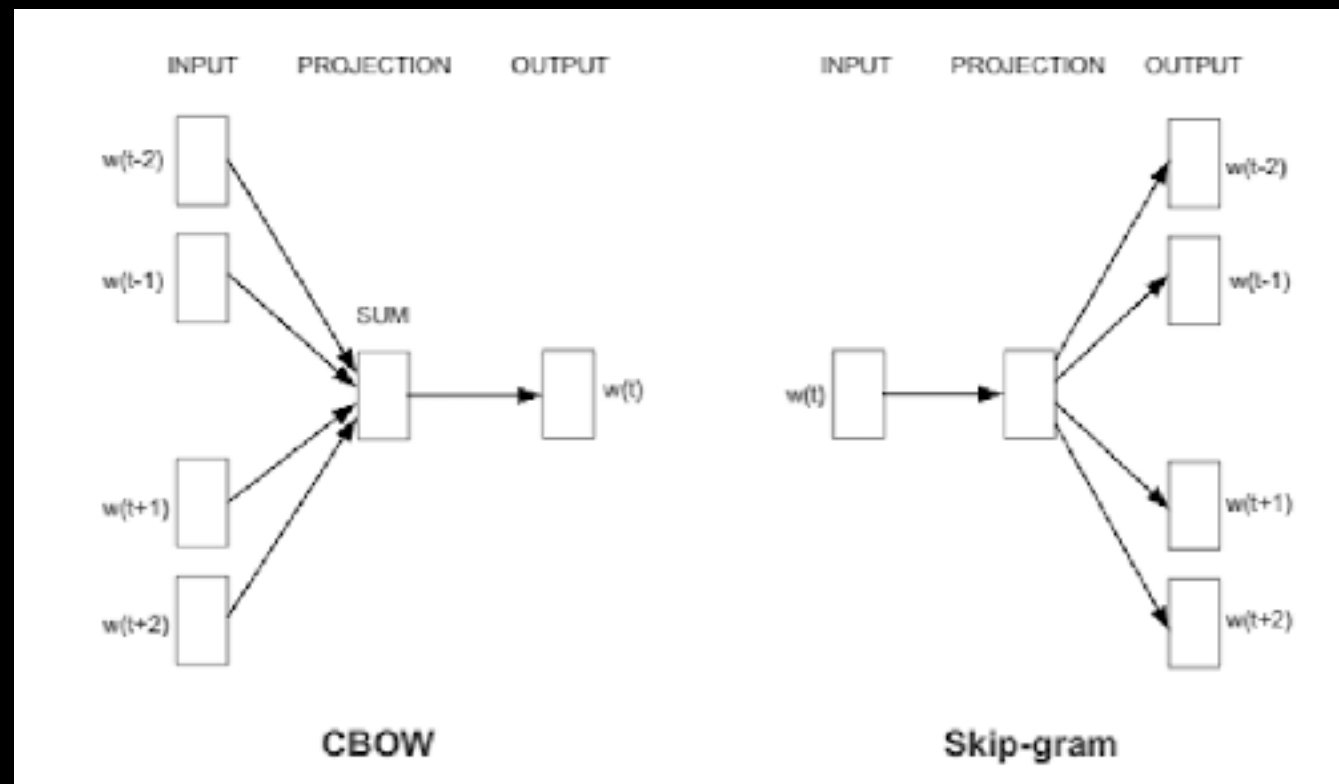 INPUT PROJECTION OUTPUT
w(t-2)
w(t-1)
SUM
w(t)
w(t+1)
w(t+2)
CBOW
INPUT PROJECTION OUTPUT
w(t-2)
w(t-1)
w(t)
w(t+1)
w(t+2)
Skip-gram